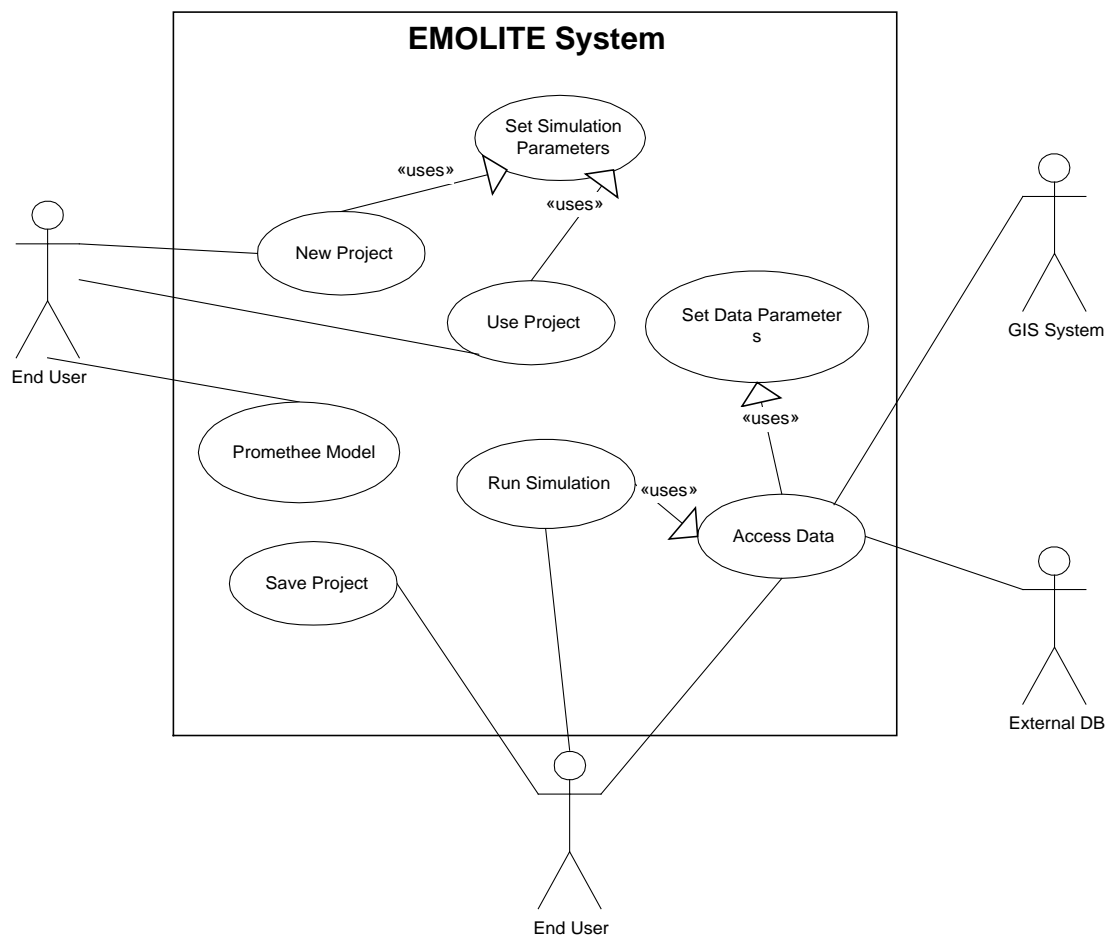 EMOLITE System
Set Simulation
Parameters
«uses»
«uses»
New Project
Use Project
Set Data Parameter
s
GIS System
End User
«uses»
Promethee Model
Run Simulation
«uses»
Access Data
Save Project
External DB
End User